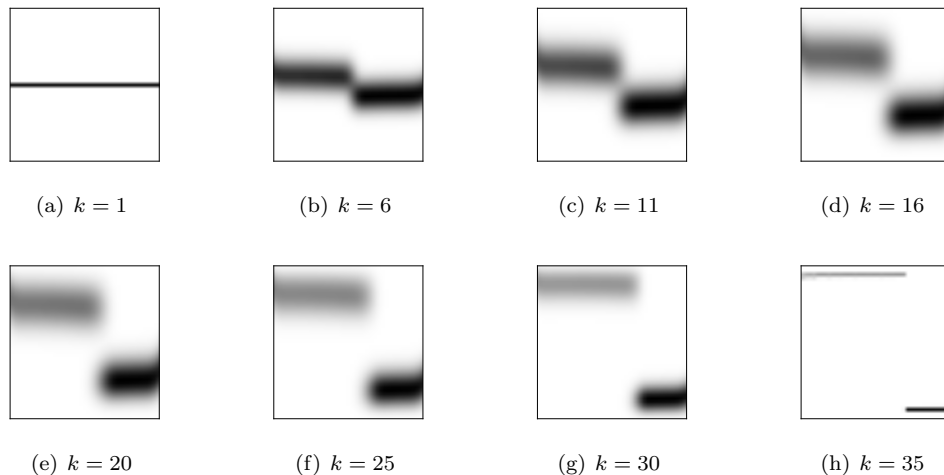 (a) k = 1
(b) k = 6
(c) k = 11
(d) k = 16
(e) k = 20
(f) k = 25
(g) k = 30
(h) k = 35